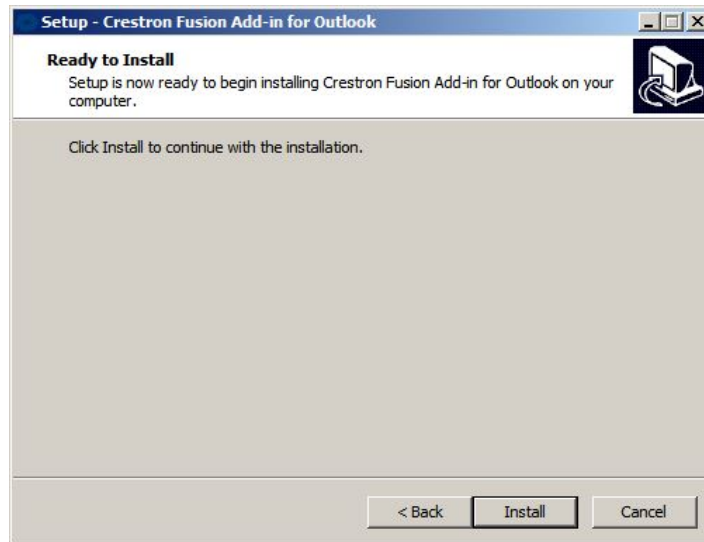 Setup - Crestron Fusion Add-in for Outlook
Ready to Install
Setup is now ready to begin installing Crestron Fusion Add-in for Outlook on your
computer.
Click Install to continue with the installation.
< Back Install Cancel